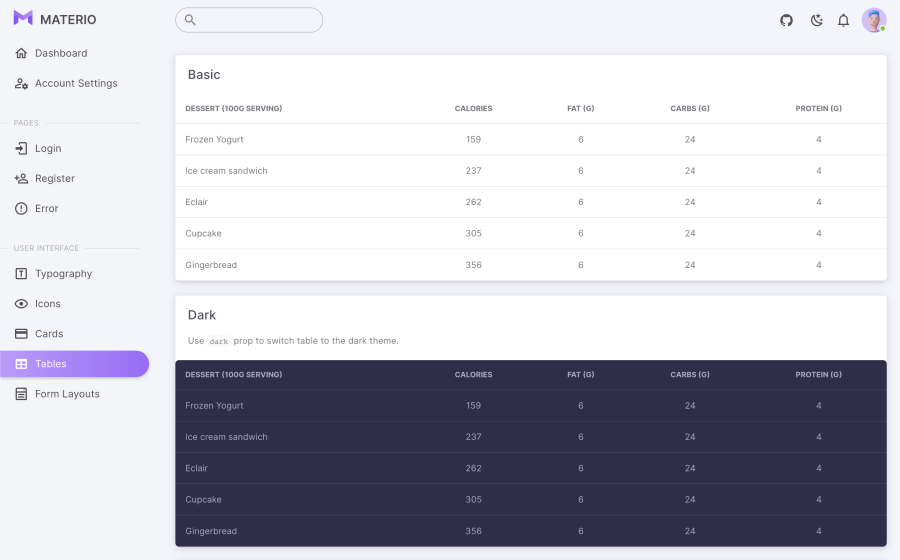 MATERIO
Dashboard
Account Settings
PAGES
Login
Register
Error
USER INTERFACE
Typography
Icons
Cards
Tables
Form Layouts
Basic
DESSERT (100G SERVING) CALORIES FAT (G) CARBS (G) PROTEIN (G)
Frozen Yogurt 159 6 24 4
Ice cream sandwich 237 6 24 4
Eclair 262 6 24 4
Cupcake 305 6 24 4
Gingerbread 356 6 24 4
Dark
Use dark prop to switch table to the dark theme.
DESSERT (100G SERVING) CALORIES FAT (G) CARBS (G) PROTEIN (G)
Frozen Yogurt 159 6 24 4
Ice cream sandwich 237 6 24 4
Eclair 262 6 24 4
Cupcake 305 6 24 4
Gingerbread 356 6 24 4